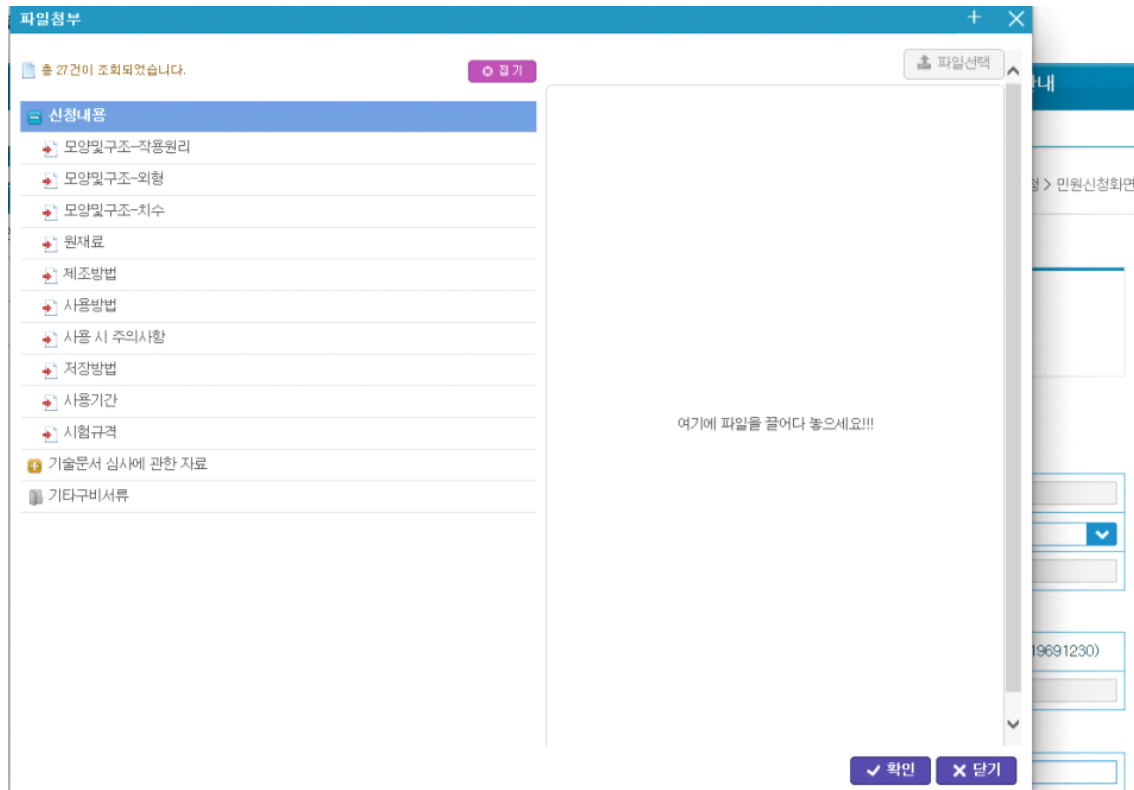 파일첨부
총 27건이 조회되었습니다.
접기
파일선택
신청내용
모양및구조-작용원리
모양및구조-외형
모양및구조-치수
원재료
제조방법
사용방법
사용 시 주의사항
저장방법
사용기간
시험규격
기술문서 심사에 관한 자료
기타구비서류
여기에 파일을 끌어다 놓으세요!!!
확인
닫기
> 민원신청화면
19691230)